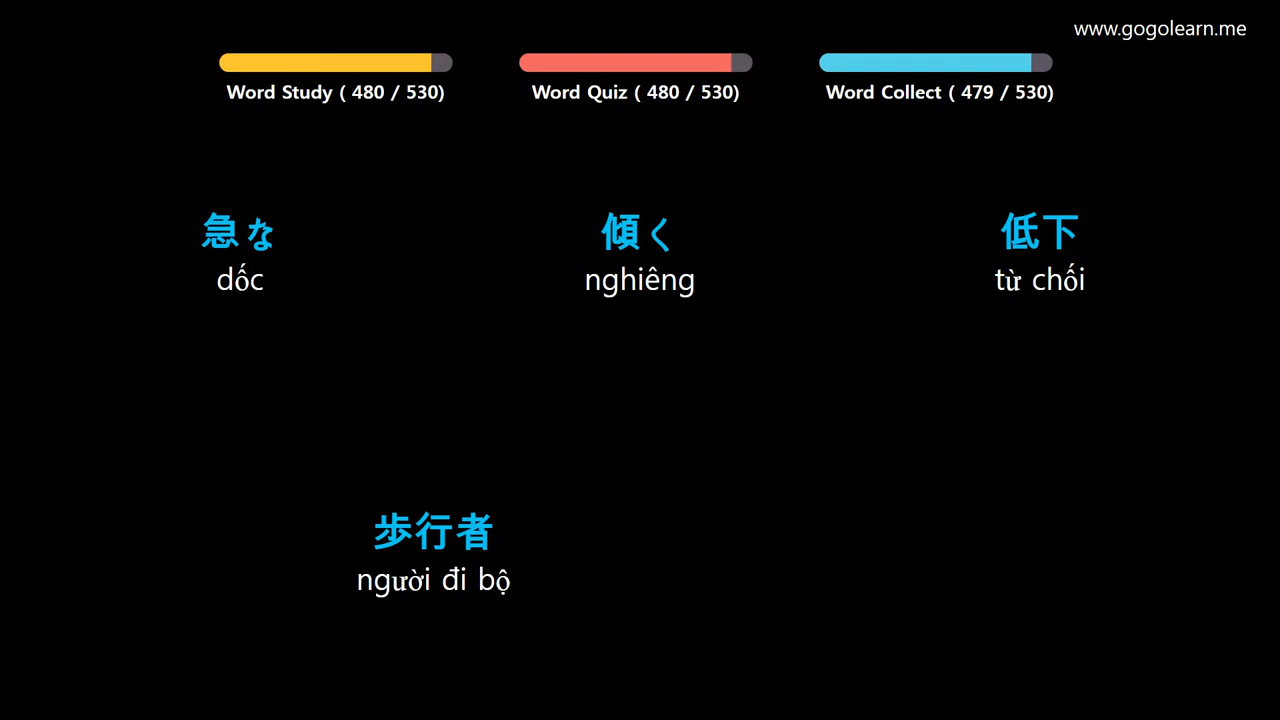 www.gogolearn.me
Word Study ( 480 / 530)
Word Quiz ( 480 / 530)
Word Collect ( 479 / 530)
急な
dốc
傾く
nghiêng
低下
từ chối
歩行者
người đi bộ